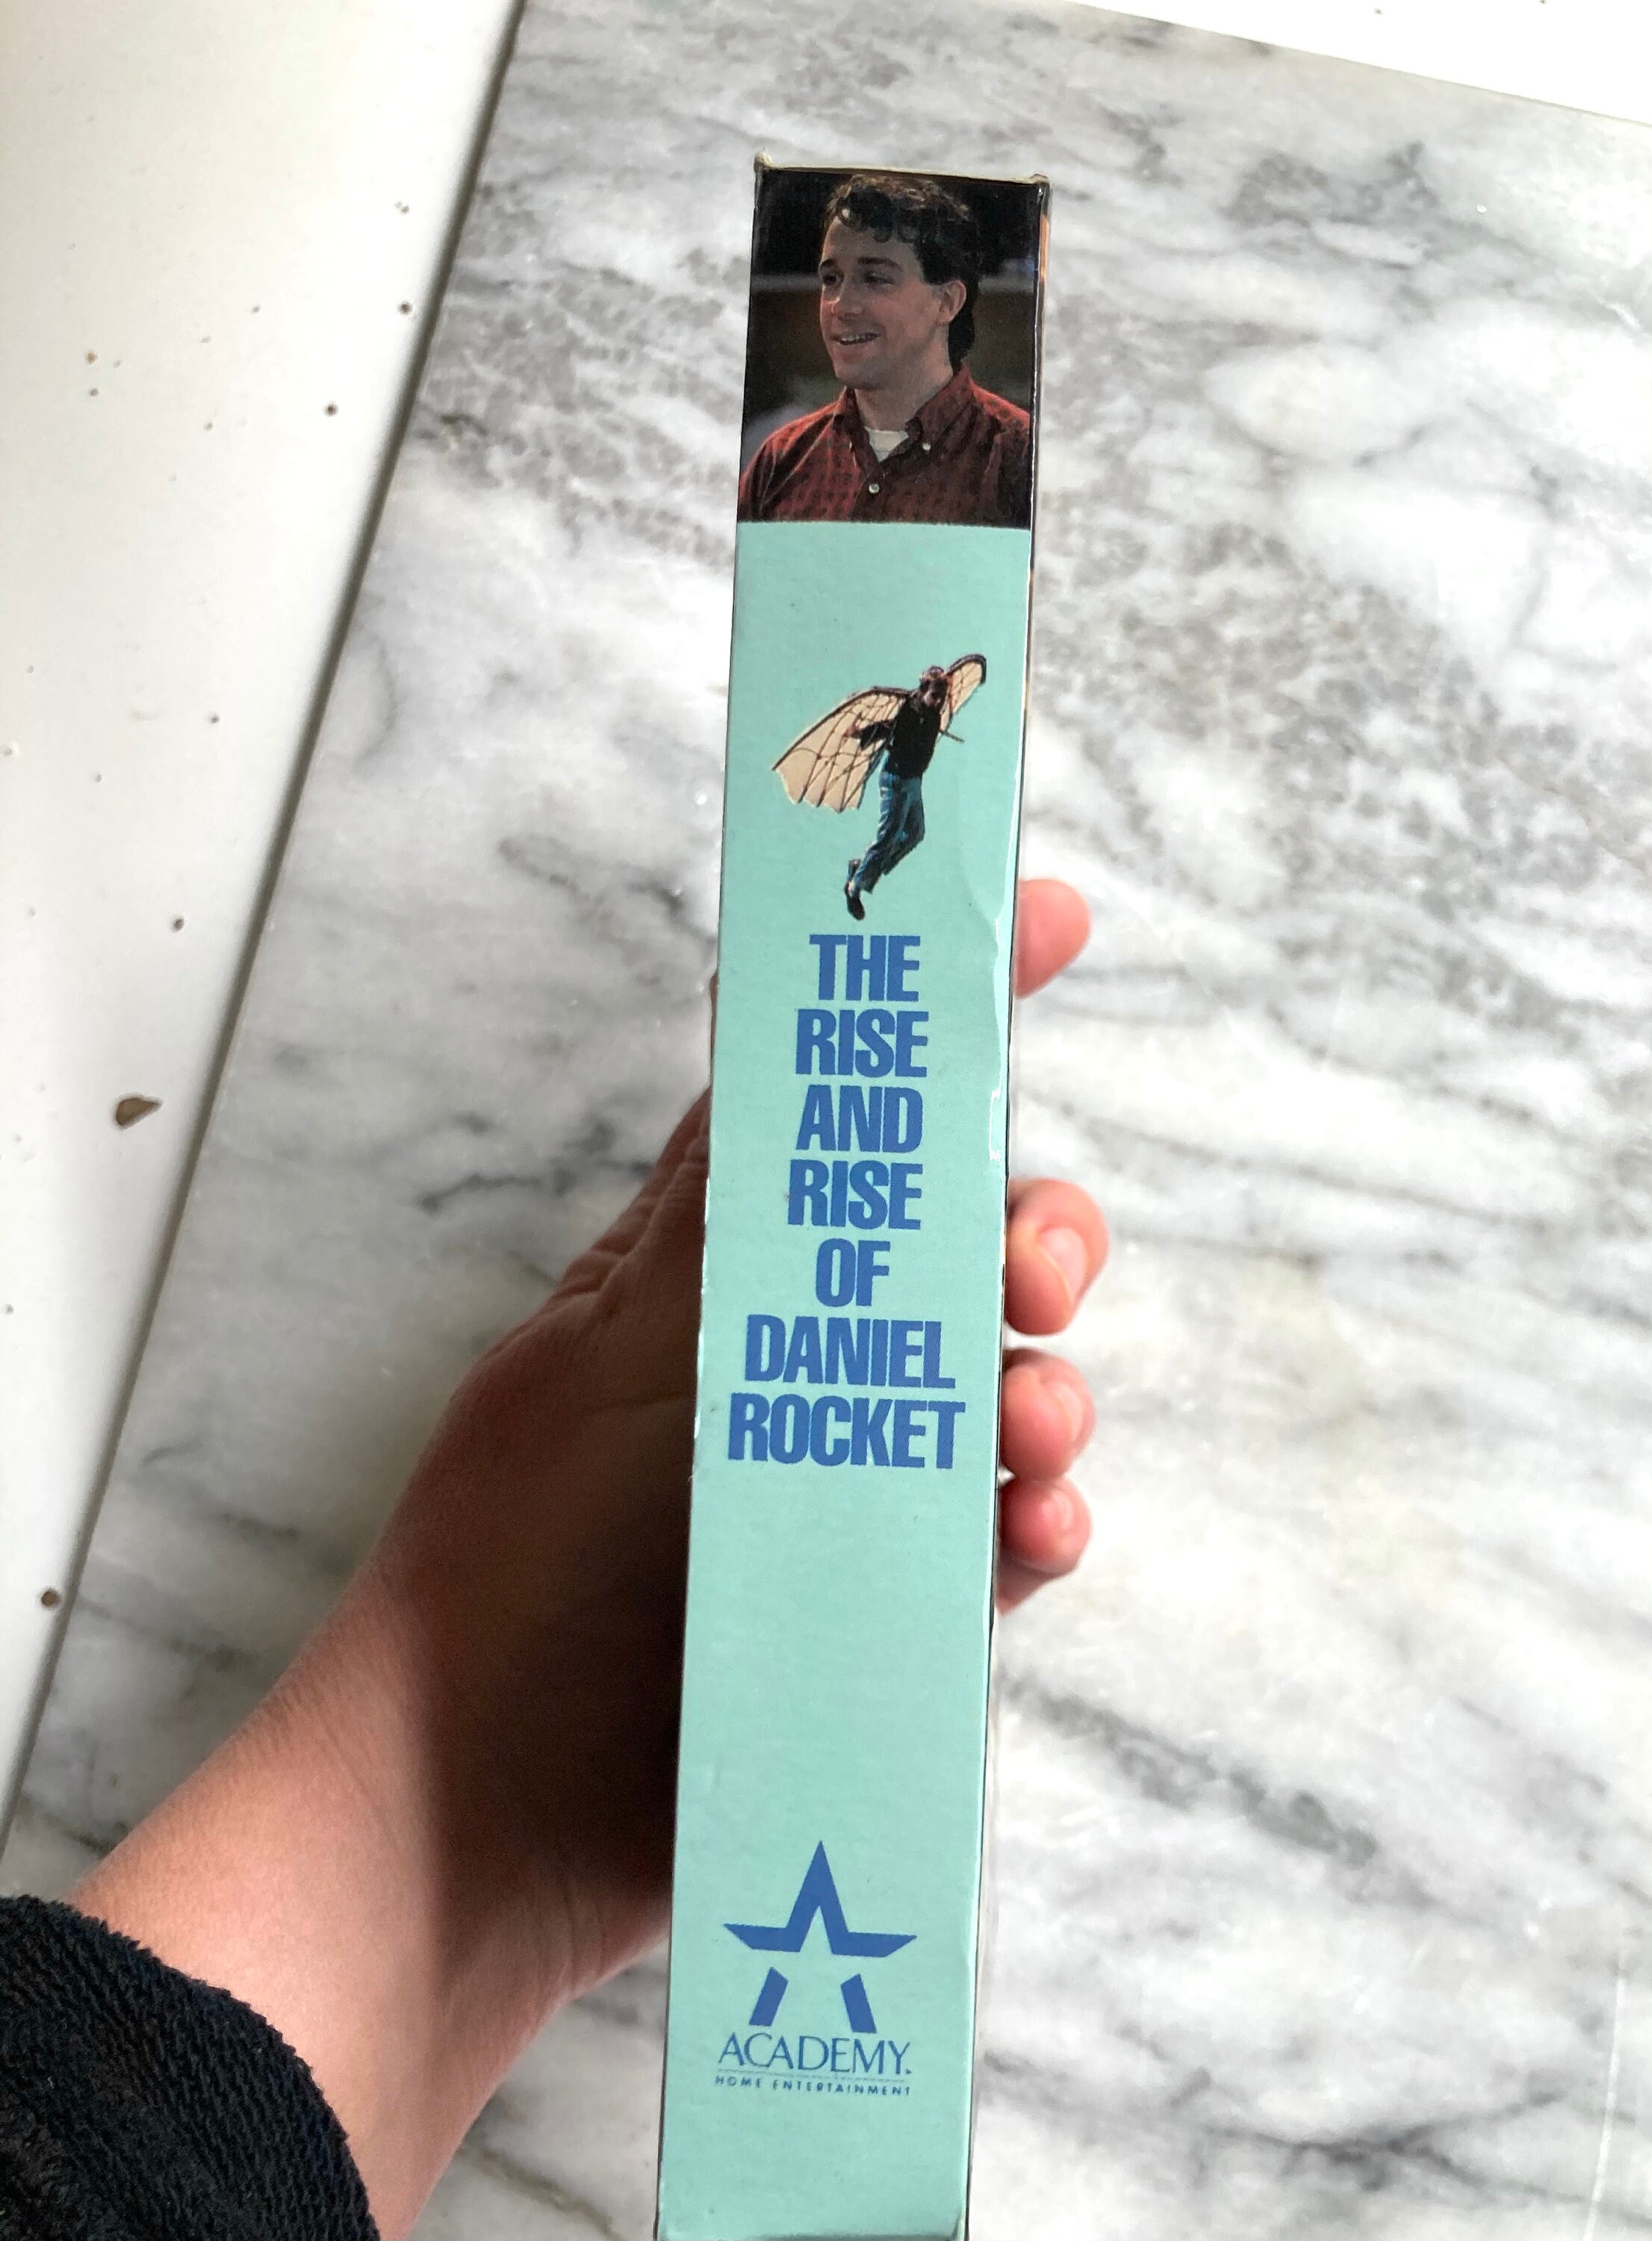 THE
RISE
AND
RISE
OF
DANIEL
ROCKET
ACADEMY.
HOME ENTERTAINMENT